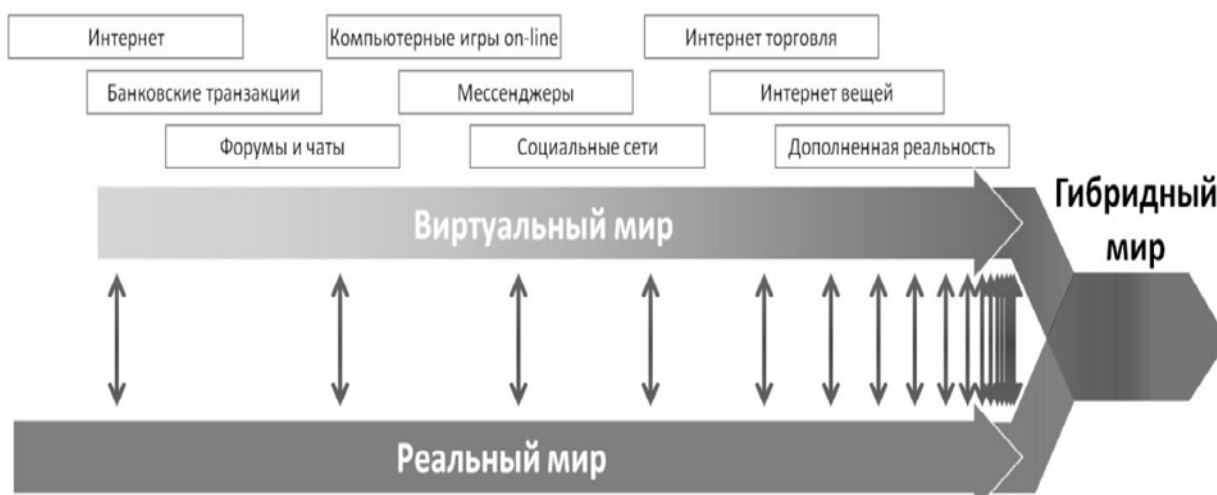 Интернет
Компьютерные игры on-line
Интернет торговля
Банковские транзакции
Мессенджеры
Интернет вещей
Форумы и чаты
Социальные сети
Дополненная реальность
Виртуальный мир
Гибридный
мир
Реальный мир